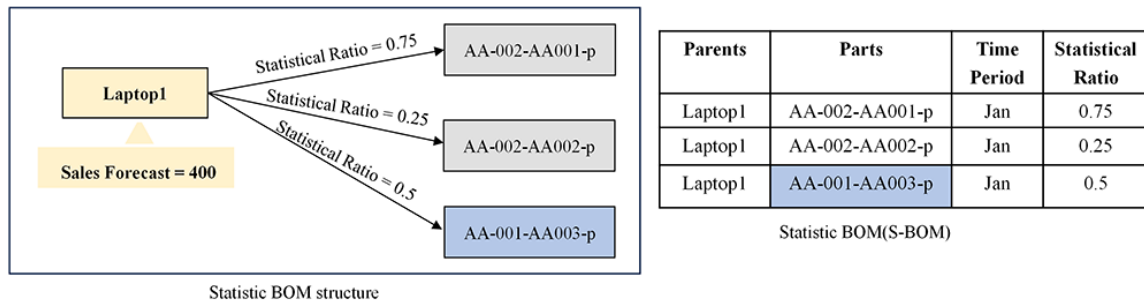 Statistical Ratio = 0.75
AA-002-AA001-p
Laptop1
Statistical Ratio = 0.25
AA-002-AA002-p
Sales Forecast = 400
Statistical Ratio = 0.5
AA-001-AA003-p
Statistic BOM structure
Parents Parts Time Period Statistical Ratio
Laptop1 AA-002-AA001-p Jan 0.75
Laptop1 AA-002-AA002-p Jan 0.25
Laptop1 AA-001-AA003-p Jan 0.5
Statistic BOM(S-BOM)